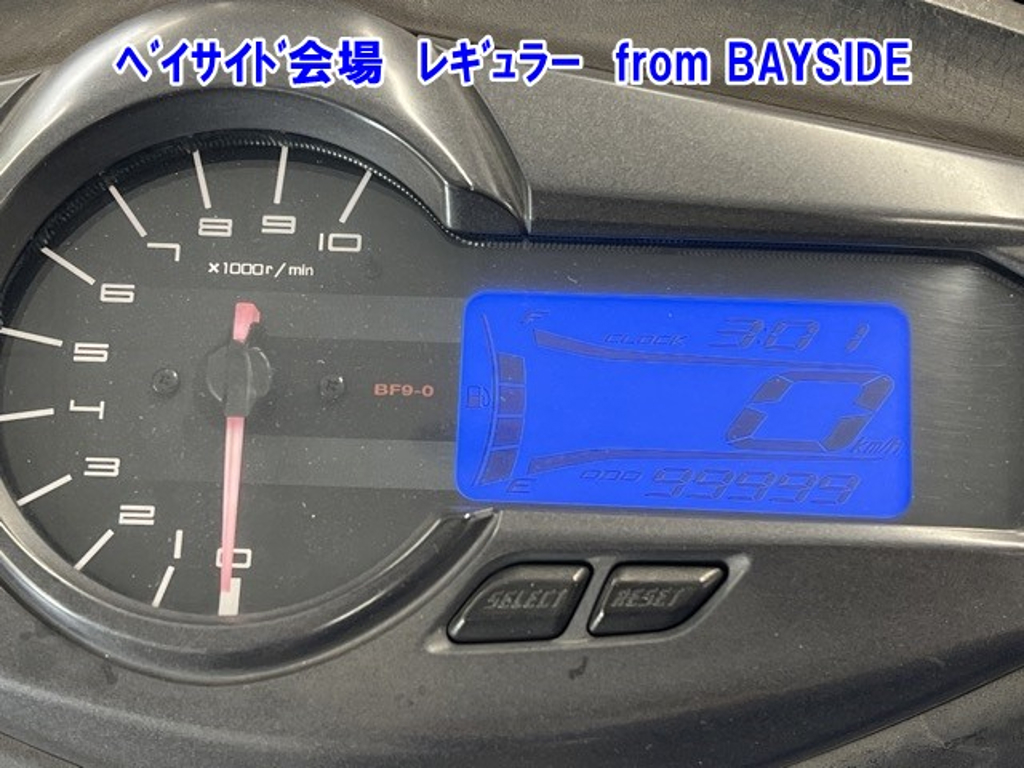 ﾍﾞｲｻｲﾄﾞ会場　ﾚｷﾞｭﾗｰ　from BAYSIDE
7 8 9 10
×1000r/min
6
5
4
3
2
1
0
BF9-0
F
CLOCK 3:01
0 km/h
E
ODO 99999
SELECT RESET